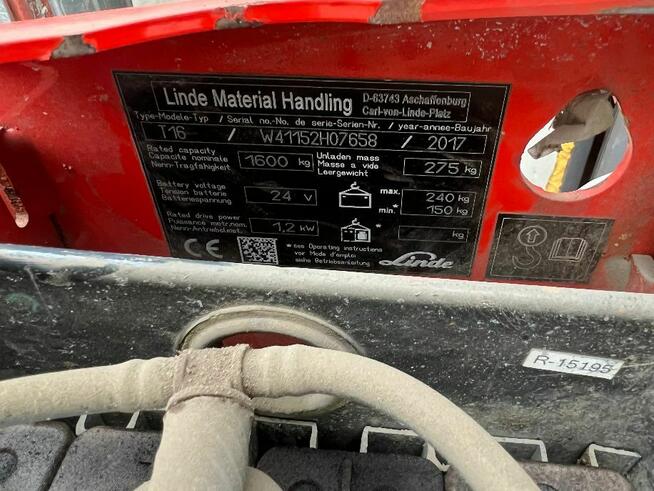 Linde Material Handling
D-63743 Aschaffenburg
Carl-von-Linde-Platz
Type-Modele-Typ / Serial no.-No. de serie-Serien-Nr. / year-annee-Baujahr
T16 / W41152H07658 / 2017
Rated capacity
Capacite nominale
Nenn-Tragfähigkeit
1600 kg
Unladen mass
Masse a vide
Leergewicht
275 kg
Battery voltage
Tension batterie
Batteriespannung
24 V
max. 240 kg
min.* 150 kg
Rated drive power
Puissance motr.nom.
Nenn-Antriebsleist.
1,2 kW
* kg
CE
* see Operating instructions
voir Mode d'emploi
siehe Betriebsanleitung
Linde
R-15195